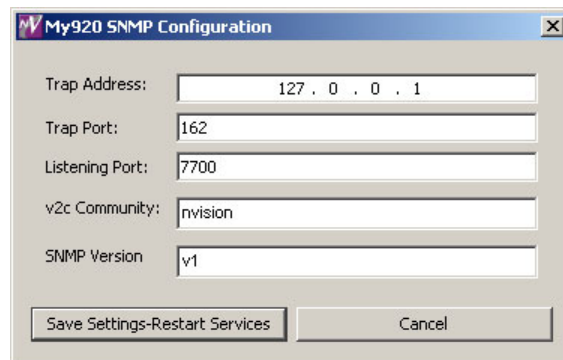 My920 SNMP Configuration
Trap Address: 127 . 0 . 0 . 1
Trap Port: 162
Listening Port: 7700
v2c Community: nvision
SNMP Version v1
Save Settings-Restart Services Cancel